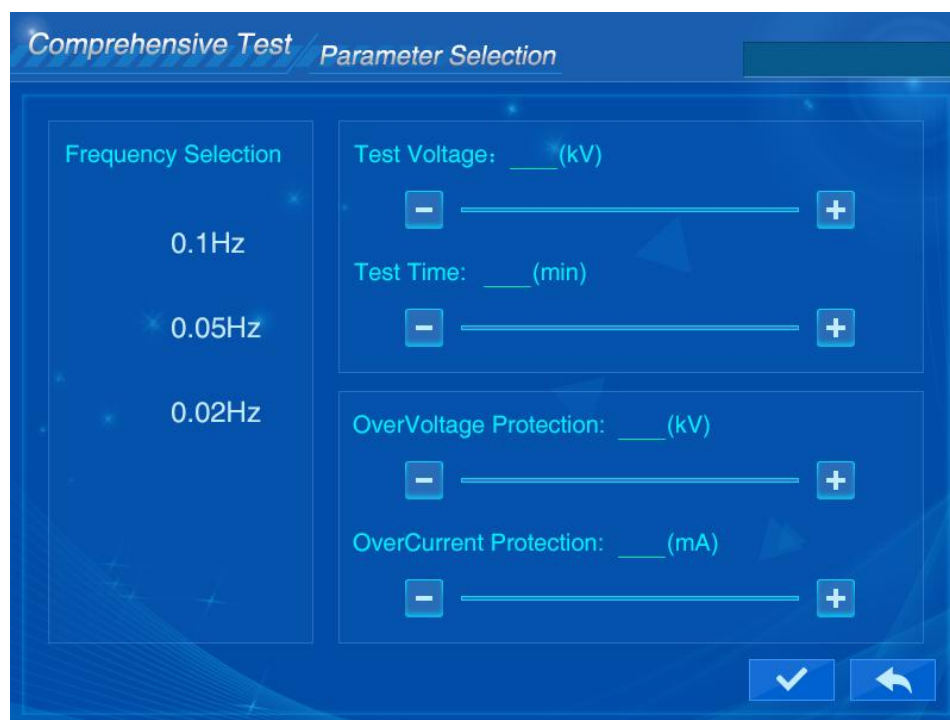 Comprehensive Test
Parameter Selection
Frequency Selection
0.1Hz
0.05Hz
0.02Hz
Test Voltage: ____(kV)
Test Time: ____(min)
OverVoltage Protection: ____(kV)
OverCurrent Protection: ____(mA)